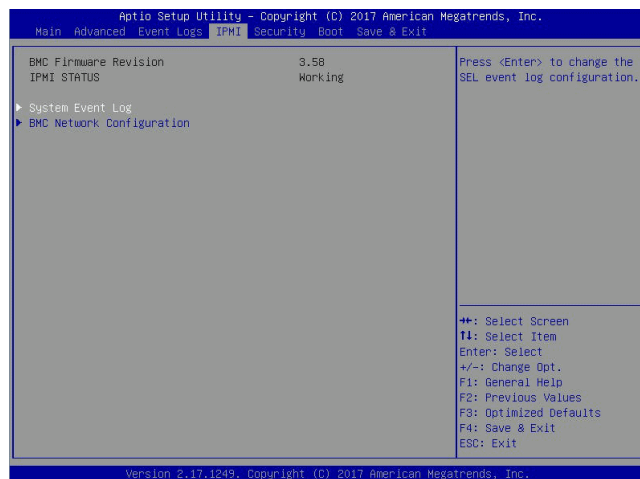 Aptio Setup Utility – Copyright (C) 2017 American Megatrends, Inc.
Main Advanced Event Logs IPMI Security Boot Save & Exit
BMC Firmware Revision 3.58
IPMI STATUS Working
▶ System Event Log
▶ BMC Network Configuration
Press <Enter> to change the
SEL event log configuration.
→←: Select Screen
↑↓: Select Item
Enter: Select
+/-: Change Opt.
F1: General Help
F2: Previous Values
F3: Optimized Defaults
F4: Save & Exit
ESC: Exit
Version 2.17.1249. Copyright (C) 2017 American Megatrends, Inc.